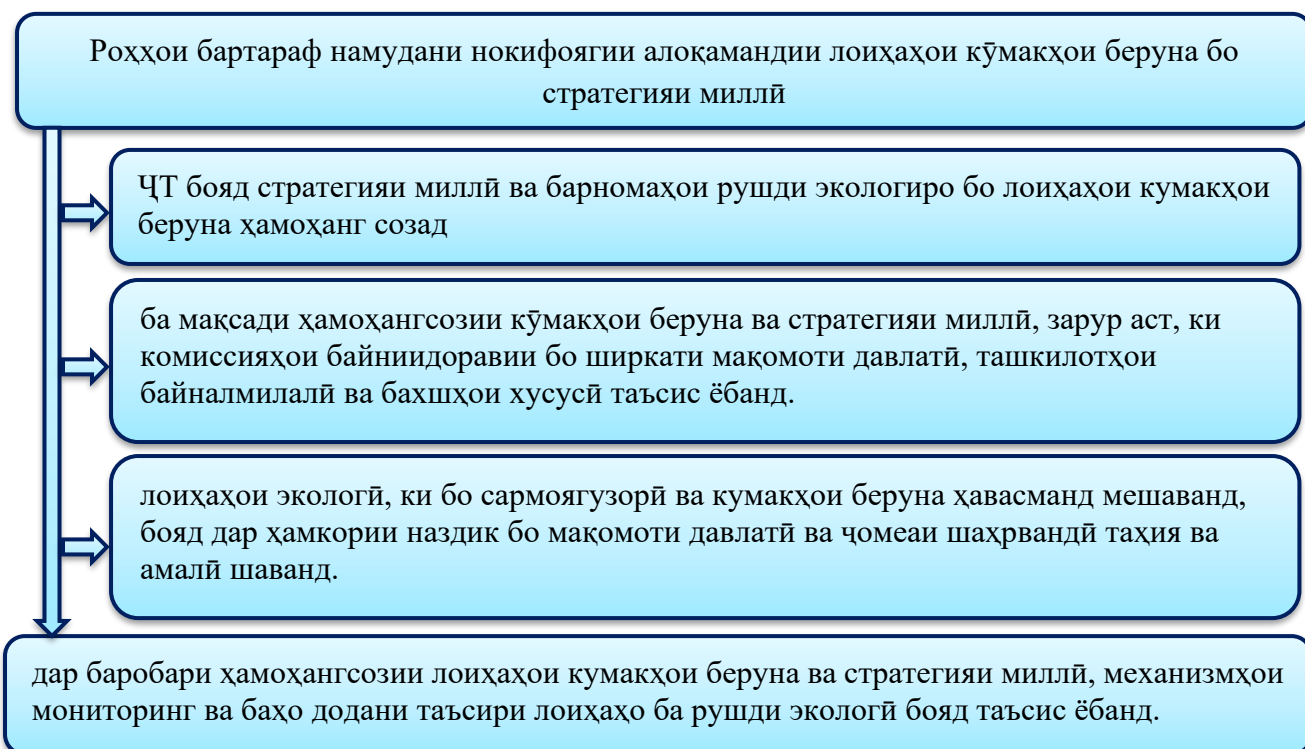 Роҳҳои бартараф намудани нокифоягии алоқамандии лоиҳаҳои кӯмакҳои беруна бо
стратегияи миллӣ
ҶТ бояд стратегияи миллӣ ва барномаҳои рушди экологиро бо лоиҳаҳои кумакҳои
беруна ҳамоҳанг созад
ба мақсади ҳамоҳангсозии кӯмакҳои беруна ва стратегияи миллӣ, зарур аст, ки
комиссияҳои байниидоравии бо ширкати мақомоти давлатӣ, ташкилотҳои
байналмилалӣ ва бахшҳои хусусӣ таъсис ёбанд.
лоиҳаҳои экологӣ, ки бо сармоягузорӣ ва кумакҳои беруна ҳавасманд мешаванд,
бояд дар ҳамкории наздик бо мақомоти давлатӣ ва ҷомеаи шаҳрвандӣ таҳия ва
амалӣ шаванд.
дар баробари ҳамоҳангсозии лоиҳаҳои кумакҳои беруна ва стратегияи миллӣ, механизмҳои
мониторинг ва баҳо додани таъсири лоиҳаҳо ба рушди экологӣ бояд таъсис ёбанд.